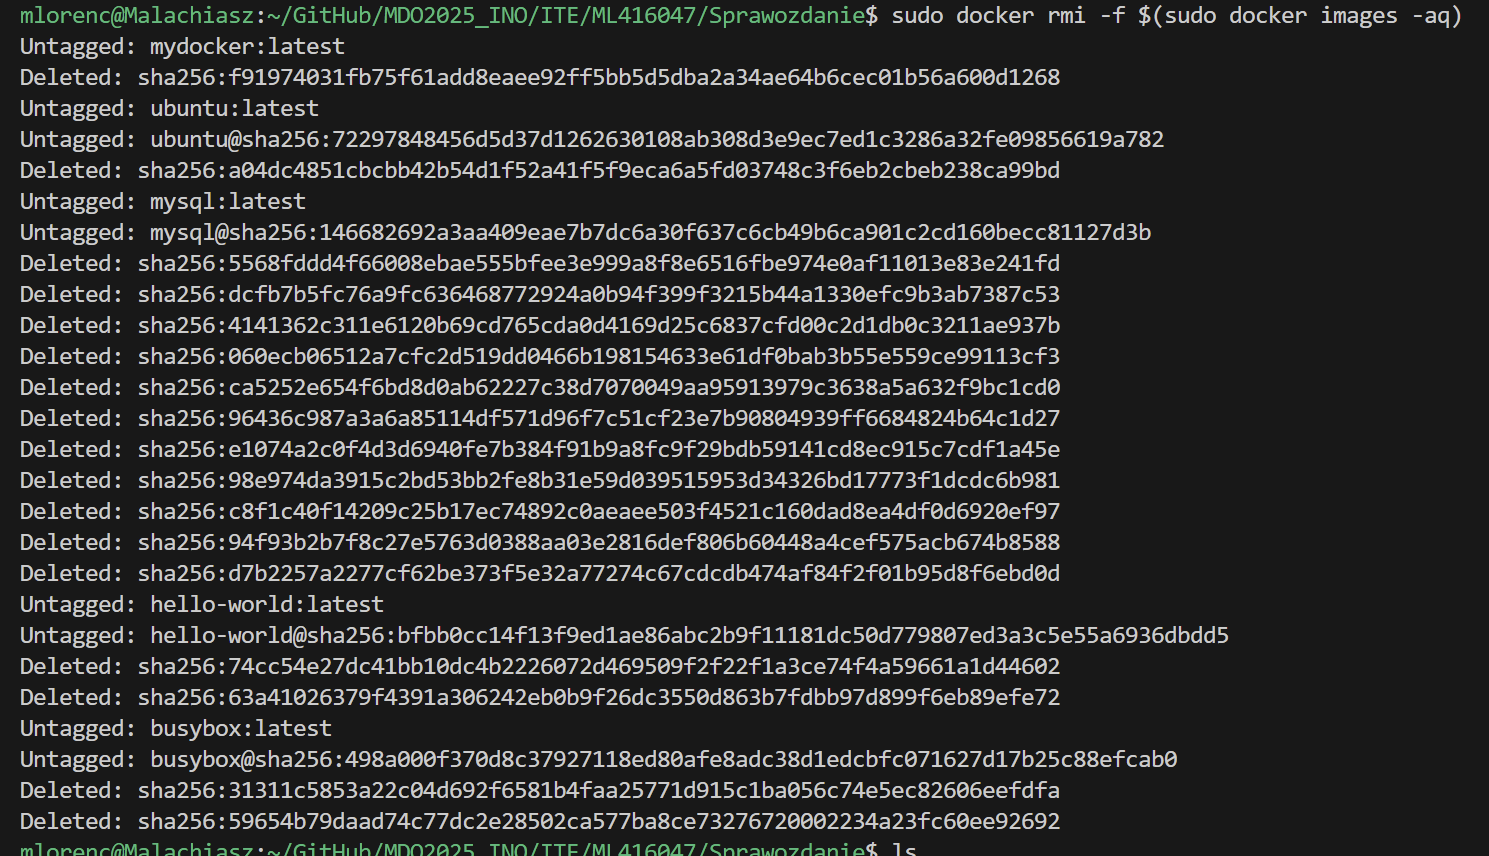 mlorenc@Malachiasz:~/GitHub/MDO2025_INO/ITE/ML416047/Sprawozdanie$ sudo docker rmi -f $(sudo docker images -aq)
Untagged: mydocker:latest
Deleted: sha256:f91974031fb75f61add8eaee92ff5bb5d5dba2a34ae64b6cec01b56a600d1268
Untagged: ubuntu:latest
Untagged: ubuntu@sha256:72297848456d5d37d1262630108ab308d3e9ec7ed1c3286a32fe09856619a782
Deleted: sha256:a04dc4851cbcbb42b54d1f52a41f5f9eca6a5fd03748c3f6eb2cbeb238ca99bd
Untagged: mysql:latest
Untagged: mysql@sha256:146682692a3aa409eae7b7dc6a30f637c6cb49b6ca901c2cd160becc81127d3b
Deleted: sha256:5568fddd4f66008ebae555bfee3e999a8f8e6516fbe974e0af11013e83e241fd
Deleted: sha256:dcfb7b5fc76a9fc636468772924a0b94f399f3215b44a1330efc9b3ab7387c53
Deleted: sha256:4141362c311e6120b69cd765cda0d4169d25c6837cfd00c2d1db0c3211ae937b
Deleted: sha256:060ecb06512a7cfc2d519dd0466b198154633e61df0bab3b55e559ce99113cf3
Deleted: sha256:ca5252e654f6bd8d0ab62227c38d7070049aa95913979c3638a5a632f9bc1cd0
Deleted: sha256:96436c987a3a6a85114df571d96f7c51cf23e7b90804939ff6684824b64c1d27
Deleted: sha256:e1074a2c0f4d3d6940fe7b384f91b9a8fc9f29bdb59141cd8ec915c7cdf1a45e
Deleted: sha256:98e974da3915c2bd53bb2fe8b31e59d039515953d34326bd17773f1dcdc6b981
Deleted: sha256:c8f1c40f14209c25b17ec74892c0aeaee503f4521c160dad8ea4df0d6920ef97
Deleted: sha256:94f93b2b7f8c27e5763d0388aa03e2816def806b60448a4cef575acb674b8588
Deleted: sha256:d7b2257a2277cf62be373f5e32a77274c67cdcdb474af84f2f01b95d8f6ebd0d
Untagged: hello-world:latest
Untagged: hello-world@sha256:bfbb0cc14f13f9ed1ae86abc2b9f11181dc50d779807ed3a3c5e55a6936dbdd5
Deleted: sha256:74cc54e27dc41bb10dc4b2226072d469509f2f22f1a3ce74f4a59661a1d44602
Deleted: sha256:63a41026379f4391a306242eb0b9f26dc3550d863b7fdbb97d899f6eb89efe72
Untagged: busybox:latest
Untagged: busybox@sha256:498a000f370d8c37927118ed80afe8adc38d1edcbfc071627d17b25c88efcab0
Deleted: sha256:31311c5853a22c04d692f6581b4faa25771d915c1ba056c74e5ec82606eefdfa
Deleted: sha256:59654b79daad74c77dc2e28502ca577ba8ce73276720002234a23fc60ee92692
mlorenc@Malachiasz:~/GitHub/MDO2025_INO/ITE/ML416047/Sprawozdanie$ ls